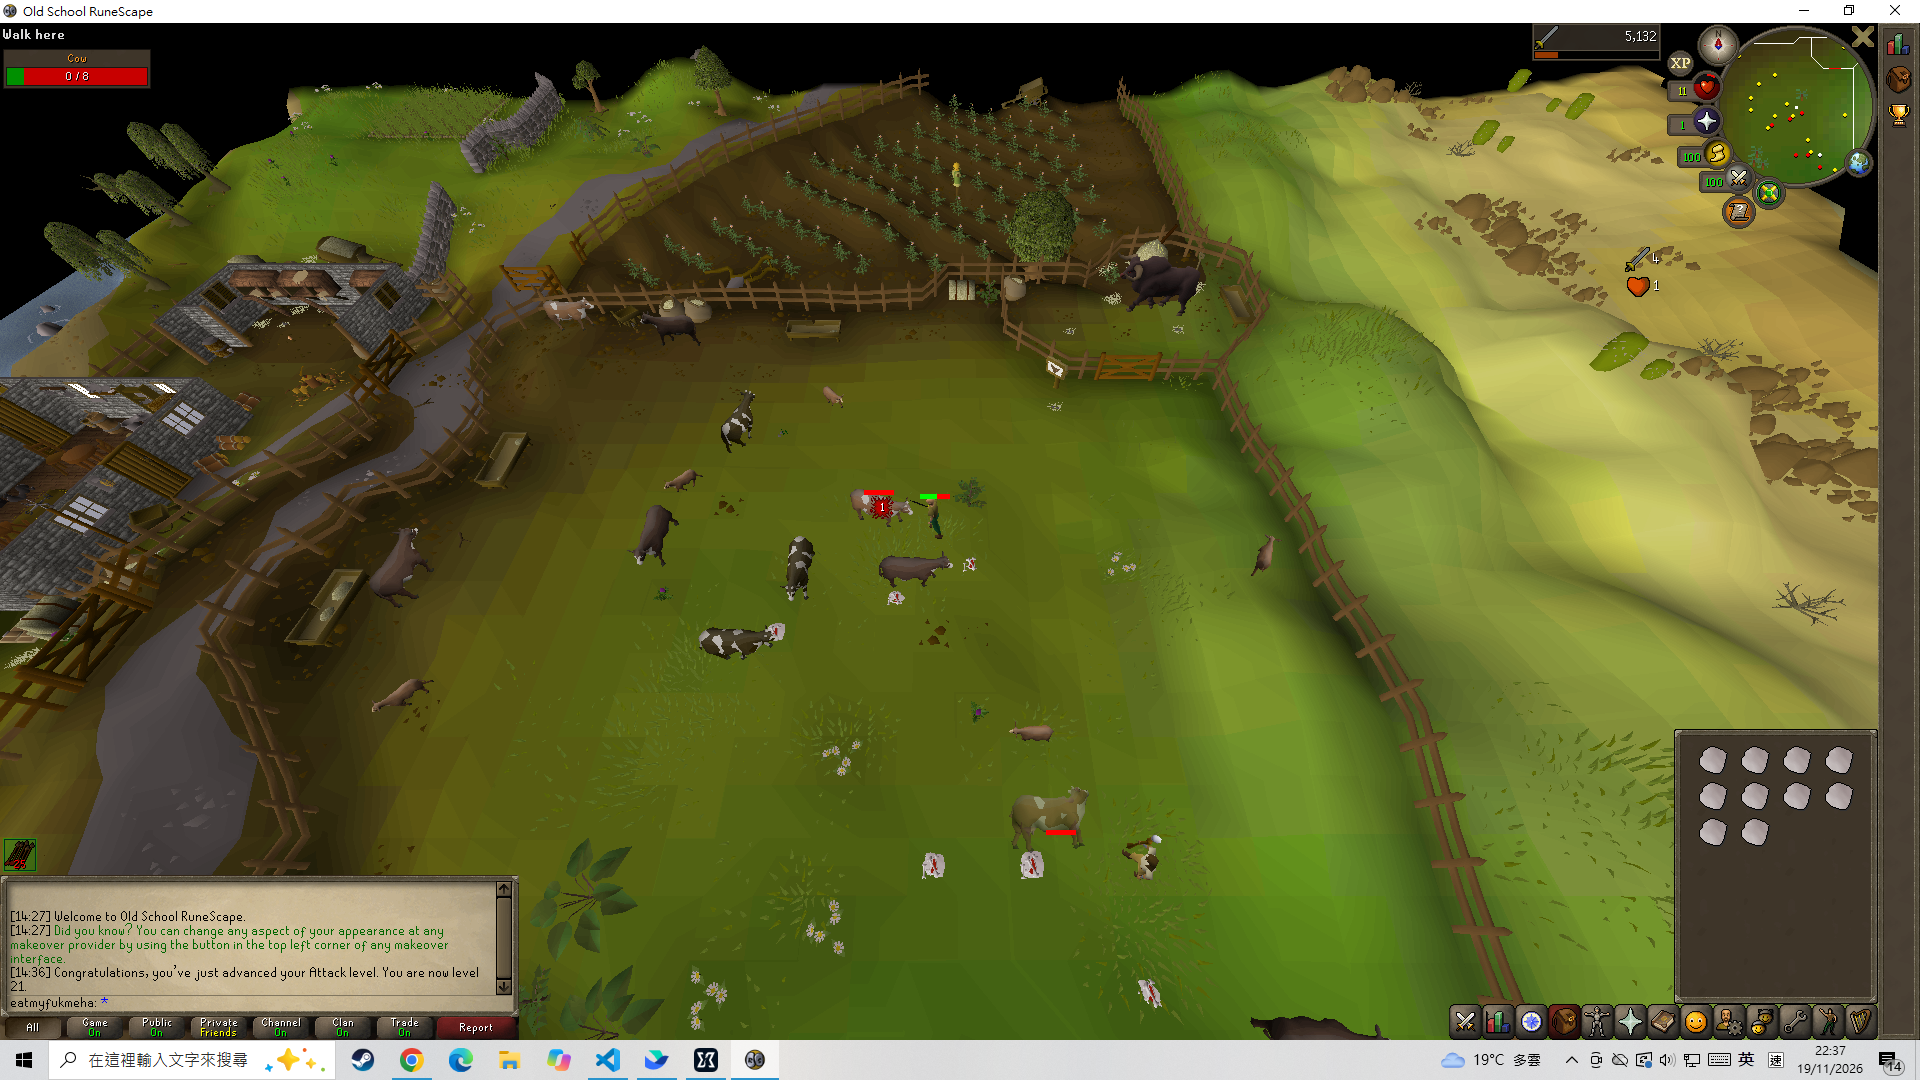 Old School RuneScape
Walk here
Cow
0 / 8
5,132
N
XP
11
1
100
100
4
1
1
25
[14:27] Welcome to Old School RuneScape.
[14:27] Did you know? You can change any aspect of your appearance at any
makeover provider by using the button in the top left corner of any makeover
interface.
[14:36] Congratulations, you've just advanced your Attack level. You are now level
21.
eatmyfukmeha: *
All
Game
On
Public
On
Private
Friends
Channel
On
Clan
On
Trade
On
Report
在這裡輸入文字來搜尋
19°C 多雲
英
速
22:37
19/11/2026
14